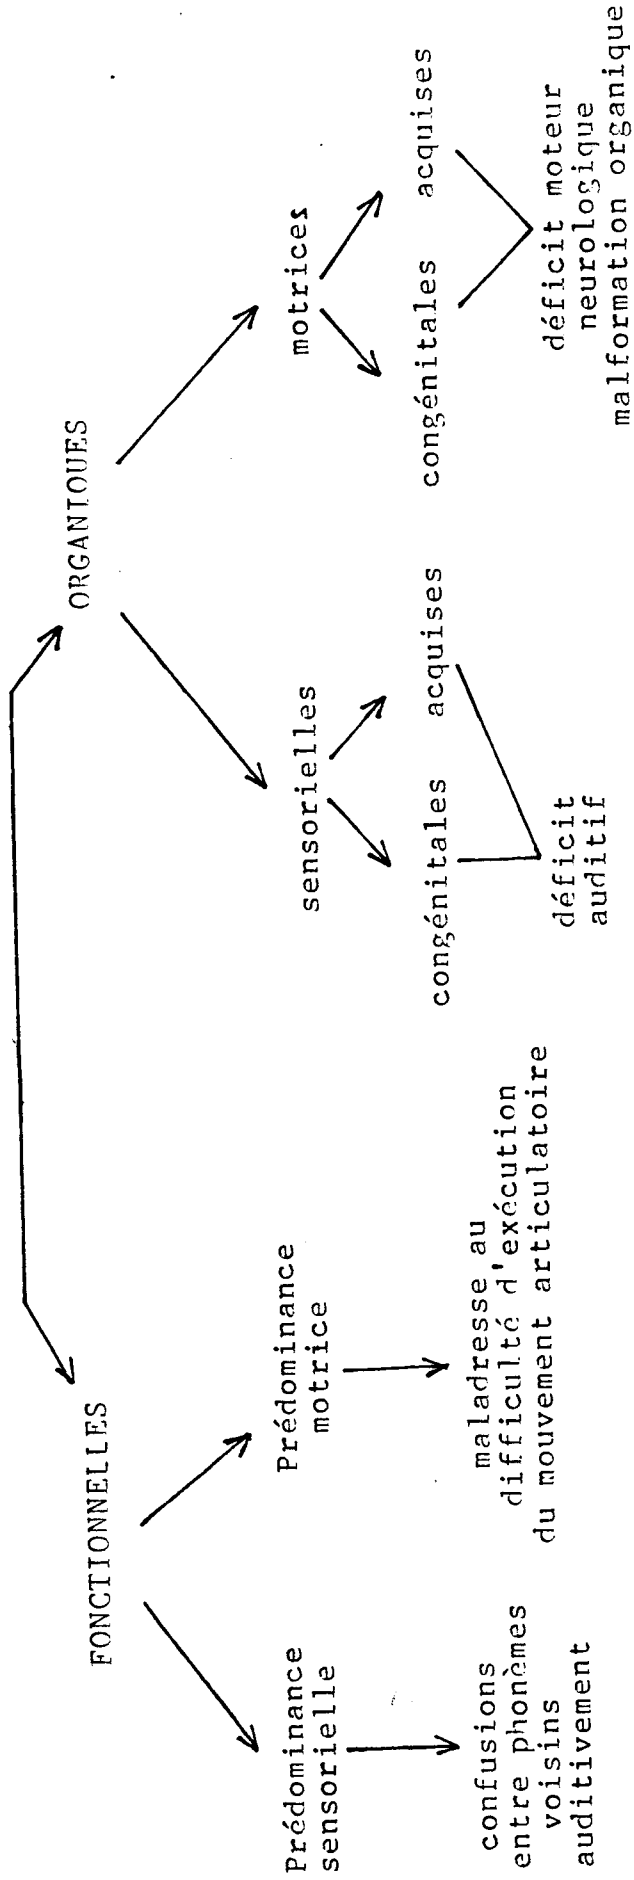 FONCTIONNELLES
ORGANIQUES
Prédominance
sensorielle
Prédominance
motrice
sensorielles
motrices
congénitales
acquises
congénitales
acquises
confusions
entre phonèmes
voisins
auditivement
maladresse au
difficulté d'exécution
du mouvement articulatoire
déficit
auditif
déficit moteur
neurologique
malformation organique